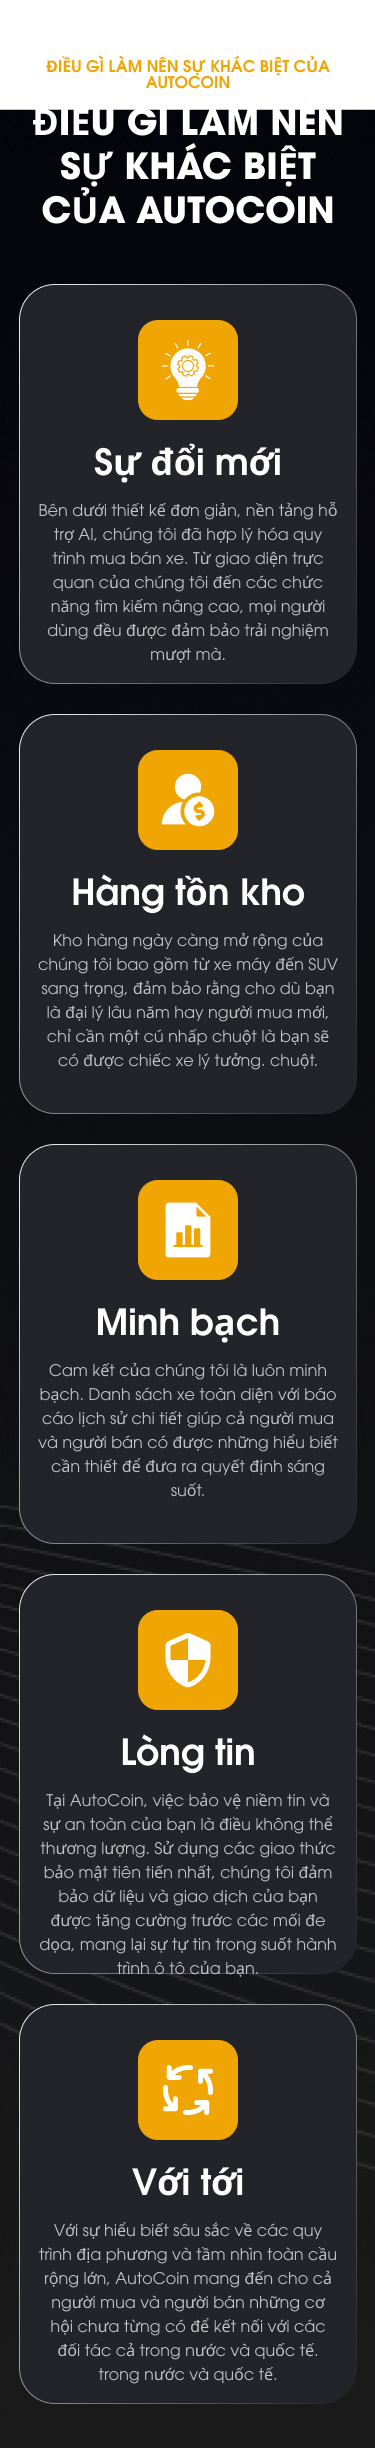 ĐIỀU GÌ LÀM NÊN SỰ KHÁC BIỆT CỦA
AUTOCOIN
ĐIỀU GÌ LÀM NÊN
SỰ KHÁC BIỆT
CỦA AUTOCOIN
Sự đổi mới
Bên dưới thiết kế đơn giản, nền tảng hỗ
trợ AI, chúng tôi đã hợp lý hóa quy
trình mua bán xe. Từ giao diện trực
quan của chúng tôi đến các chức
năng tìm kiếm nâng cao, mọi người
dùng đều được đảm bảo trải nghiệm
mượt mà.
Hàng tồn kho
Kho hàng ngày càng mở rộng của
chúng tôi bao gồm từ xe máy đến SUV
sang trọng, đảm bảo rằng cho dù bạn
là đại lý lâu năm hay người mua mới,
chỉ cần một cú nhấp chuột là bạn sẽ
có được chiếc xe lý tưởng. chuột.
Minh bạch
Cam kết của chúng tôi là luôn minh
bạch. Danh sách xe toàn diện với báo
cáo lịch sử chi tiết giúp cả người mua
và người bán có được những hiểu biết
cần thiết để đưa ra quyết định sáng
suốt.
Lòng tin
Tại AutoCoin, việc bảo vệ niềm tin và
sự an toàn của bạn là điều không thể
thương lượng. Sử dụng các giao thức
bảo mật tiên tiến nhất, chúng tôi đảm
bảo dữ liệu và giao dịch của bạn
được tăng cường trước các mối đe
dọa, mang lại sự tự tin trong suốt hành
trình ô tô của bạn.
Với tới
Với sự hiểu biết sâu sắc về các quy
trình địa phương và tầm nhìn toàn cầu
rộng lớn, AutoCoin mang đến cho cả
người mua và người bán những cơ
hội chưa từng có để kết nối với các
đối tác cả trong nước và quốc tế.
trong nước và quốc tế.